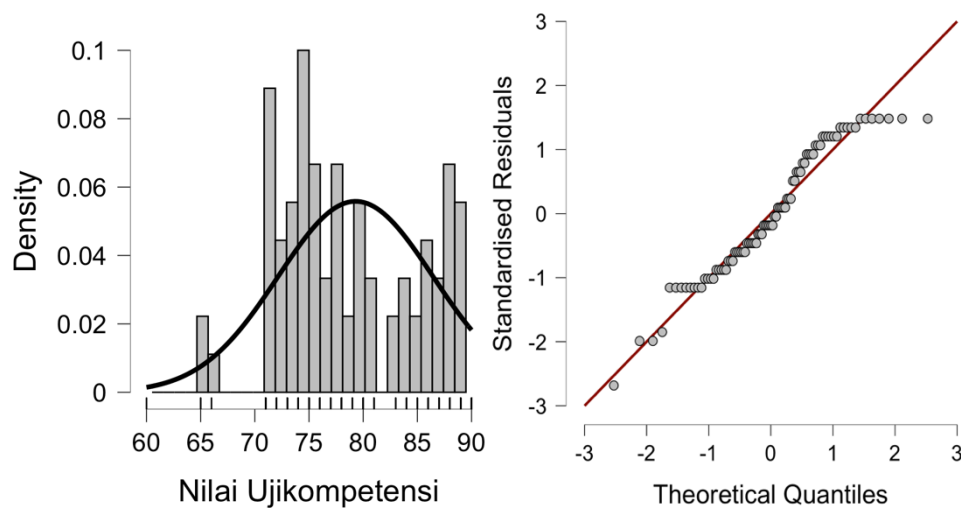 Density
0.1
0.08
0.06
0.04
0.02
0
60 65 70 75 80 85 90
Nilai Ujikompetensi
Standardised Residuals
3
2
1
0
-1
-2
-3
-3 -2 -1 0 1 2 3
Theoretical Quantiles